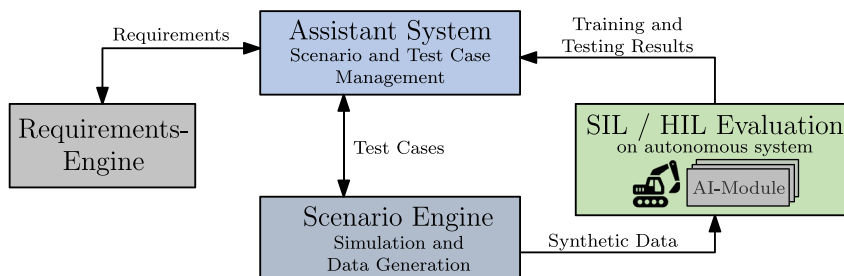 Requirements
Assistant System
Scenario and Test Case
Management
Training and
Testing Results
Requirements-
Engine
Test Cases
SIL / HIL Evaluation
on autonomous system
AI-Module
Scenario Engine
Simulation and
Data Generation
Synthetic Data